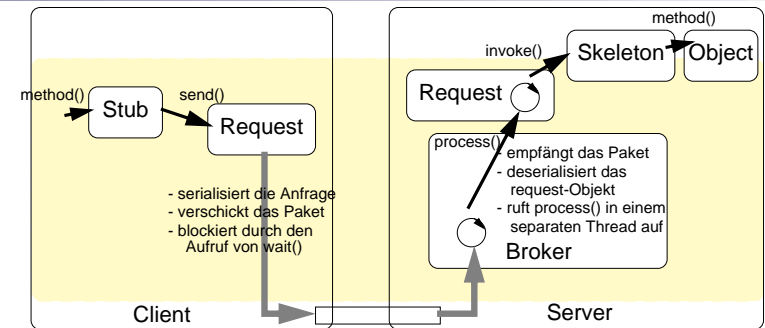 method()
Stub
send()
Request
- serialisiert die Anfrage
- verschickt das Paket
- blockiert durch den
Aufruf von wait()
Client
method()
invoke()
Skeleton
Object
Request
process()
- empfängt das Paket
- deserialisiert das
request-Objekt
- ruft process() in einem
separaten Thread auf
Broker
Server